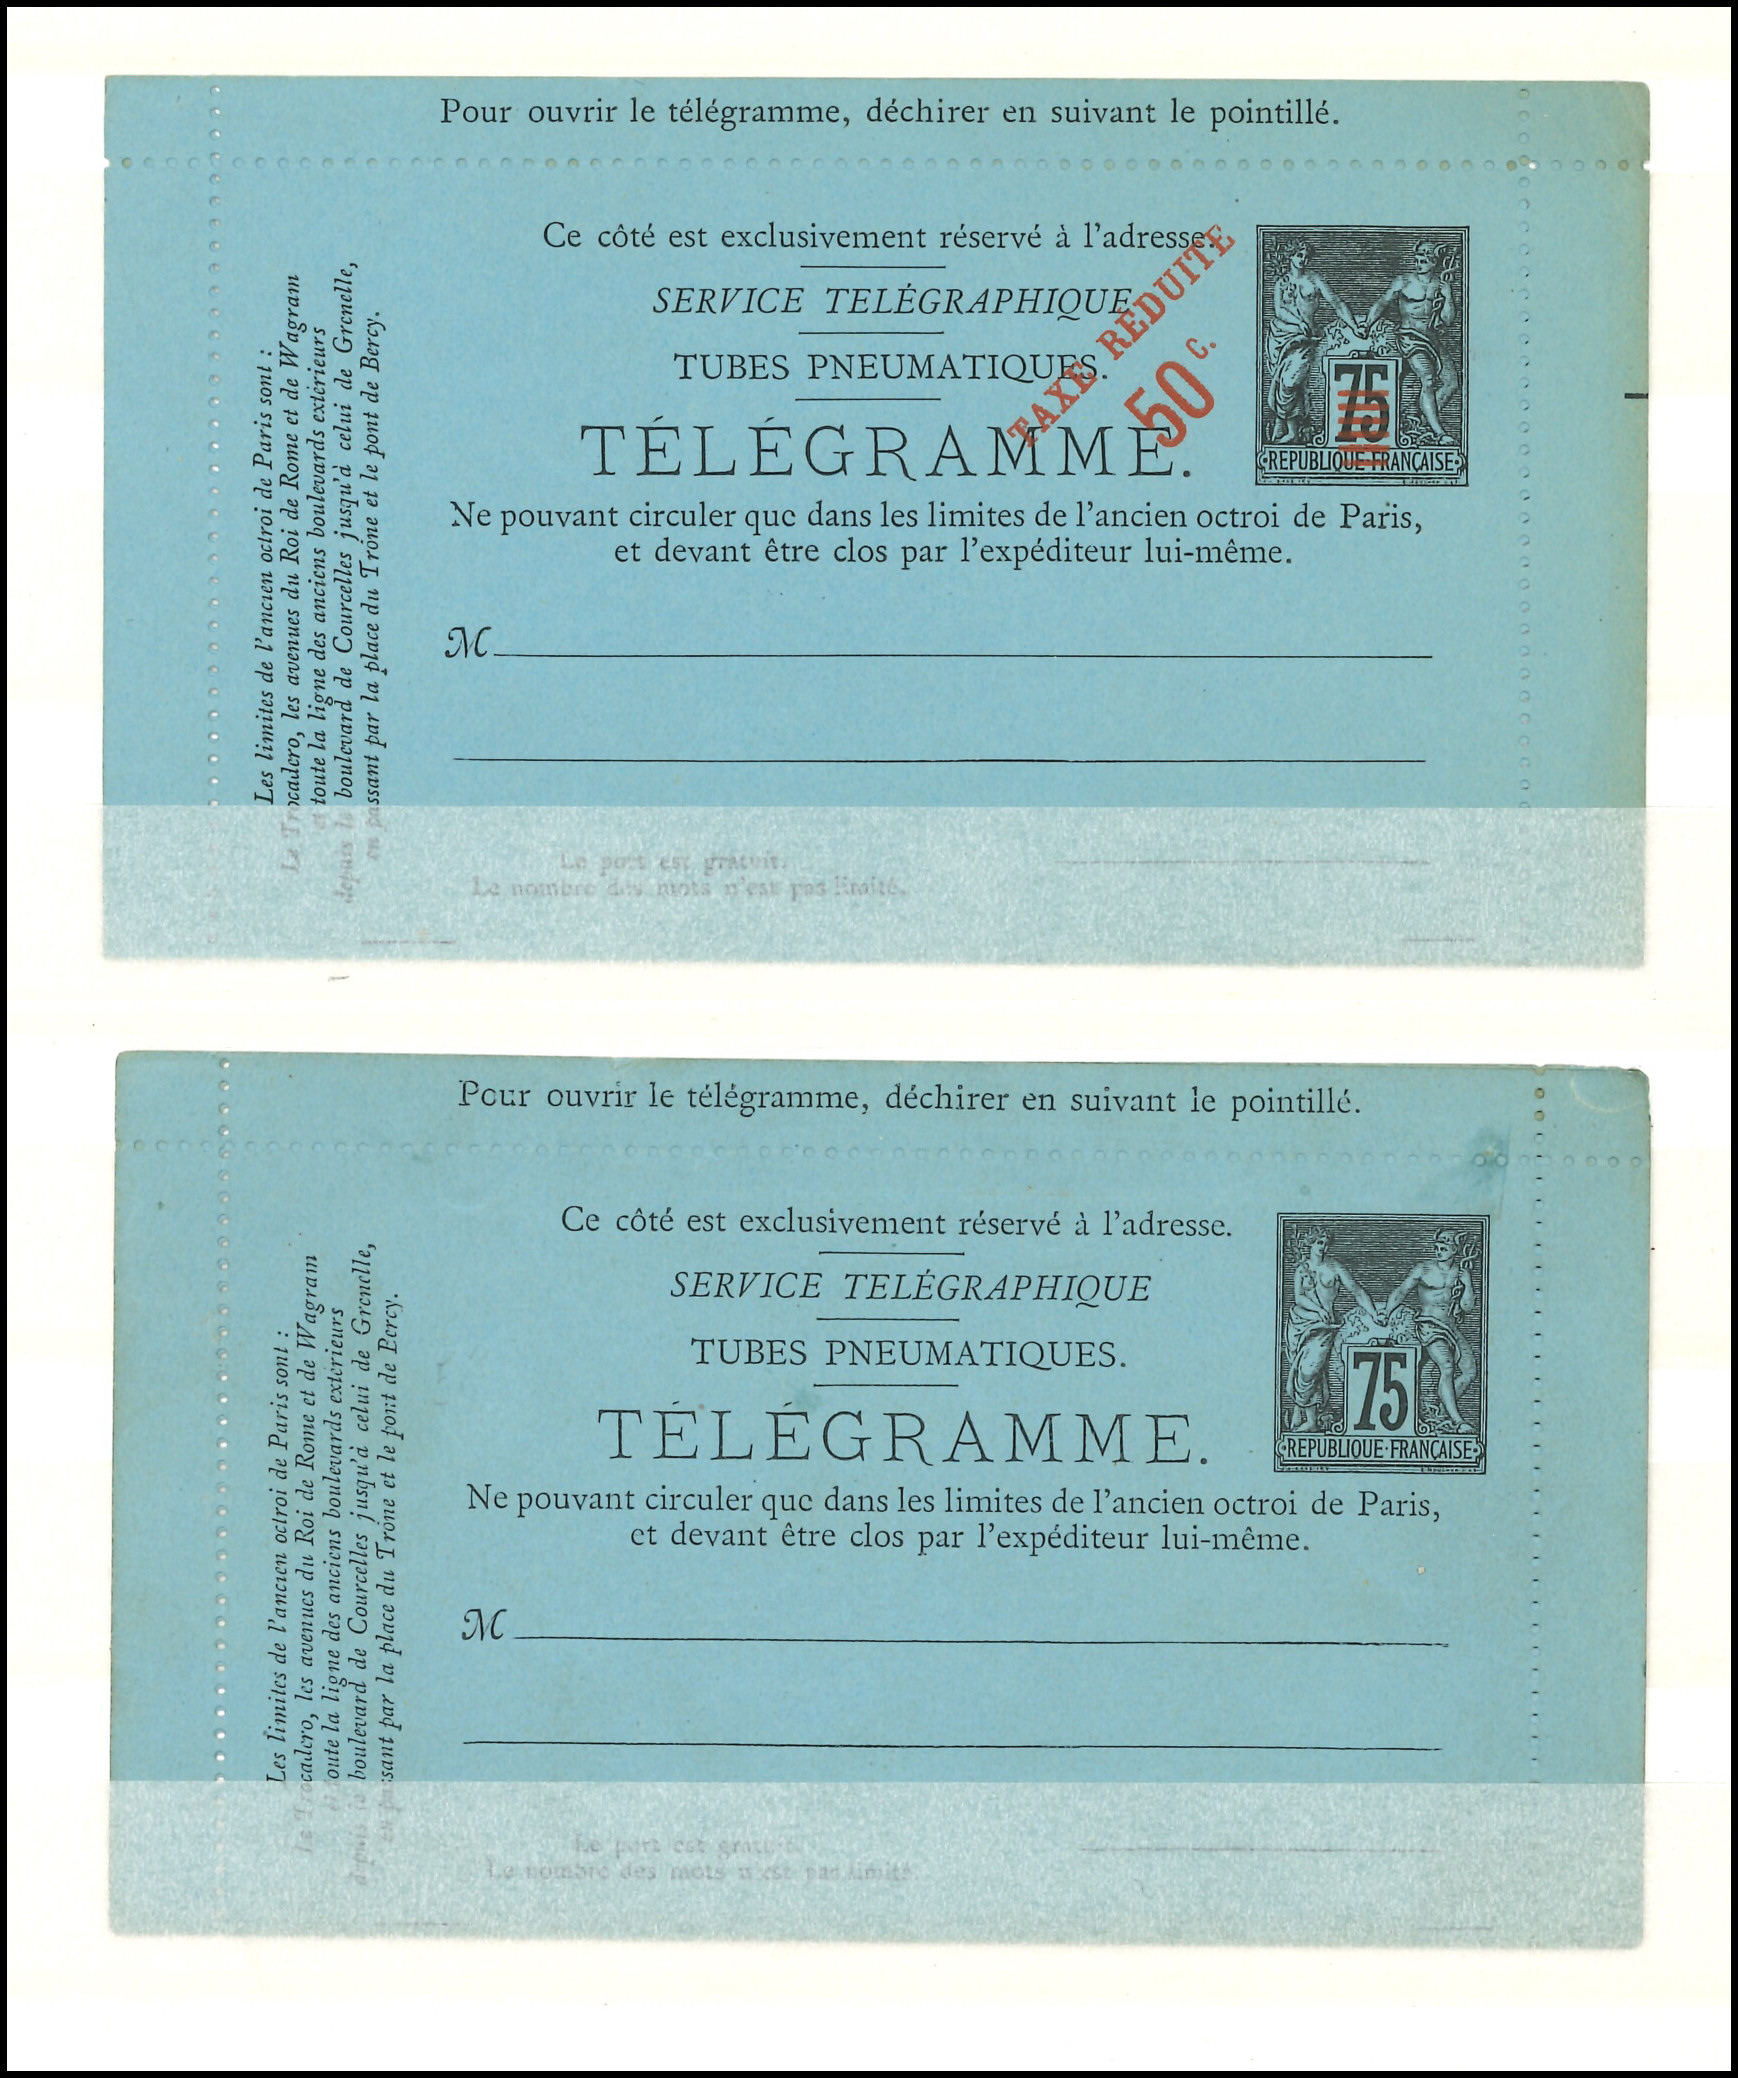 Pour ouvrir le télégramme, déchirer en suivant le pointillé.
Ce côté est exclusivement réservé à l'adresse.
SERVICE TELÉGRAPHIQUE
TUBES PNEUMATIQUES.
TÉLÉGRAMME.
TAXE RÉDUITE
50 c.
75
REPUBLIQUE FRANÇAISE
Ne pouvant circuler que dans les limites de l'ancien octroi de Paris,
et devant être clos par l'expéditeur lui-même.
M
Les limites de l'ancien octroi de Paris sont :
Le Trocadero, les avenues du Roi de Rome et de Wagram
et toute la ligne des anciens boulevards extérieurs
depuis le boulevard de Courcelles jusqu'à celui de Grenelle,
en passant par la place du Trône et le pont de Bercy.
Le port est gratuit.
Le nombre des mots n'est pas limité.
Pour ouvrir le télégramme, déchirer en suivant le pointillé.
Ce côté est exclusivement réservé à l'adresse.
SERVICE TELÉGRAPHIQUE
TUBES PNEUMATIQUES.
TÉLÉGRAMME.
75
REPUBLIQUE FRANÇAISE
Ne pouvant circuler que dans les limites de l'ancien octroi de Paris,
et devant être clos par l'expéditeur lui-même.
M
Les limites de l'ancien octroi de Paris sont :
Le Trocadero, les avenues du Roi de Rome et de Wagram
et toute la ligne des anciens boulevards extérieurs
depuis le boulevard de Courcelles jusqu'à celui de Grenelle,
en passant par la place du Trône et le pont de Bercy.
Le port est gratuit.
Le nombre des mots n'est pas limité.